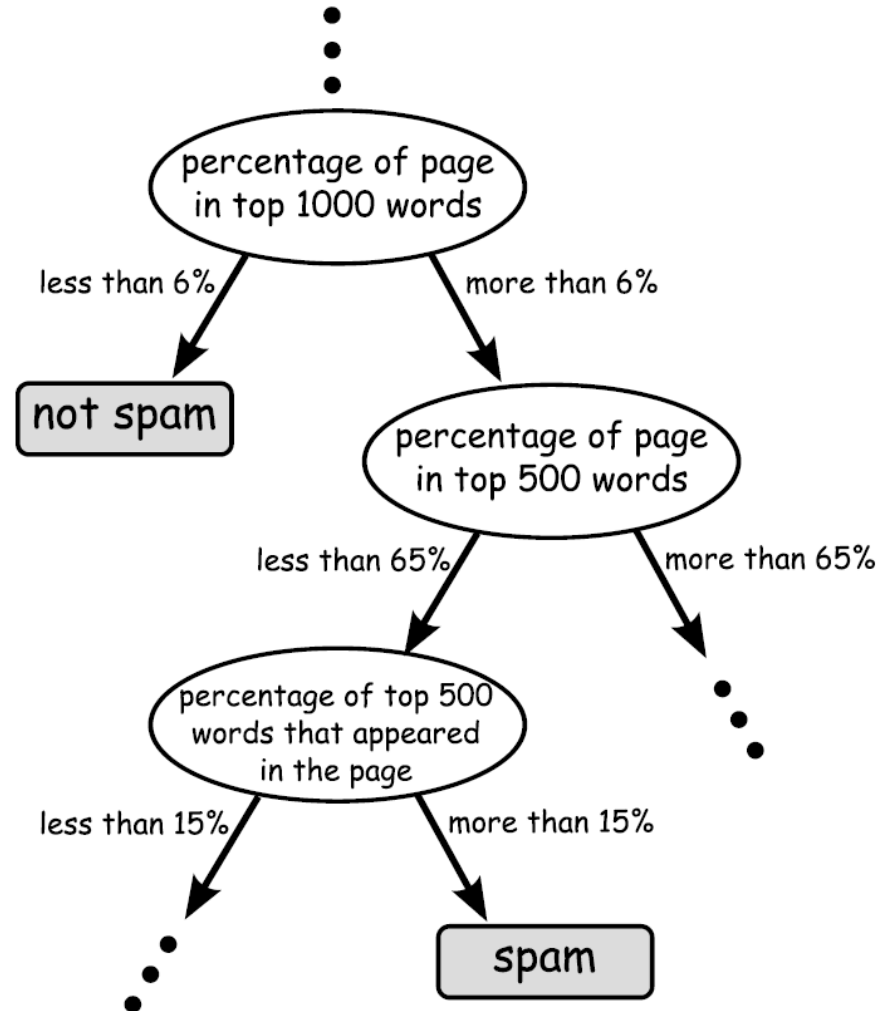 percentage of page
in top 1000 words
less than 6%
more than 6%
not spam
percentage of page
in top 500 words
less than 65%
more than 65%
percentage of top 500
words that appeared
in the page
less than 15%
more than 15%
spam